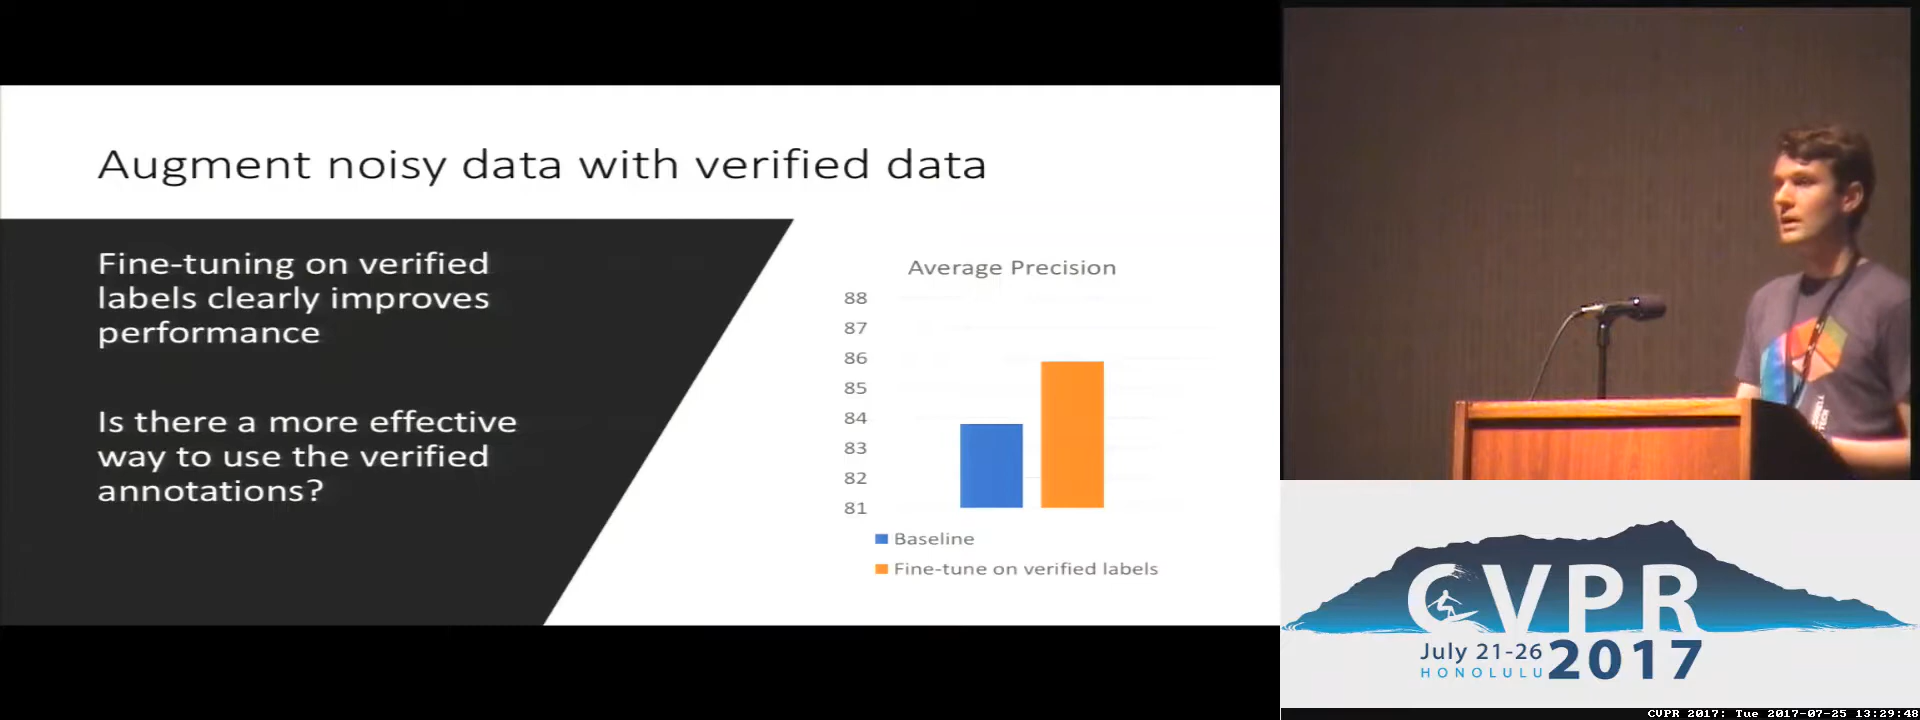 Augment noisy data with verified data
Fine-tuning on verified
labels clearly improves
performance
Is there a more effective
way to use the verified
annotations?
Average Precision
88
87
86
85
84
83
82
81
Baseline
Fine-tune on verified labels
TECH
CVPR
July 21-26
HONOLULU
2017
CVPR 2017: Tue 2017-07-25 13:29:48